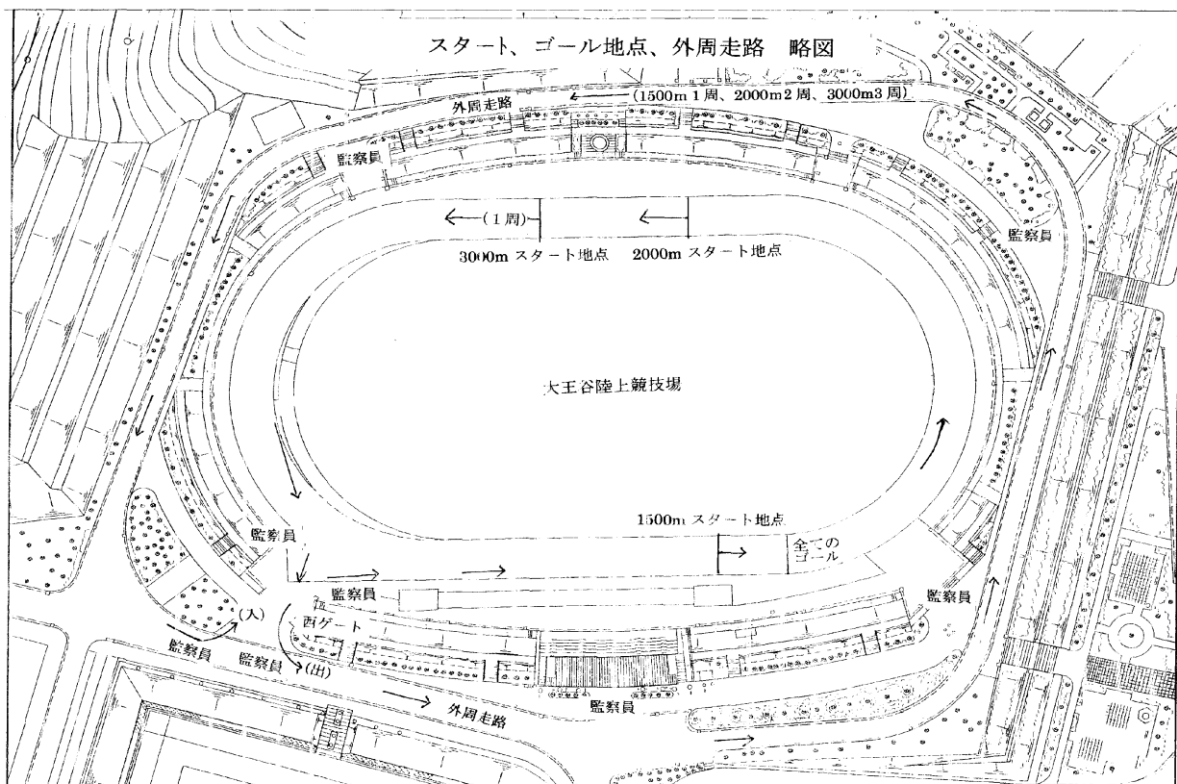 スタート、ゴール地点、外周走路 略図
外周走路
(1500m 1周、2000m 2周、3000m 3周)
監察員
監察員
(1周)
3000m スタート地点
2000m スタート地点
大王谷陸上競技場
1500m スタート地点
全ての
ゴール
監察員
監察員
監察員
(入)
西ゲート
監察員
監察員
(出)
監察員
外周走路